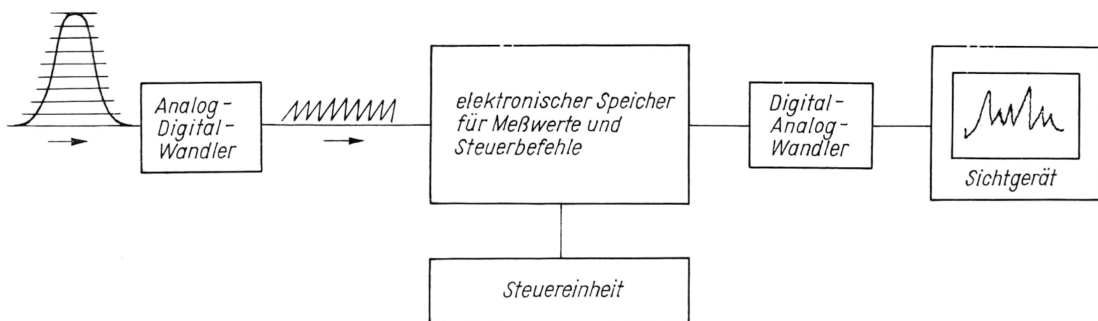 Analog-
Digital-
Wandler
elektronischer Speicher
für Meßwerte und
Steuerbefehle
Digital-
Analog-
Wandler
Sichtgerät
Steuereinheit